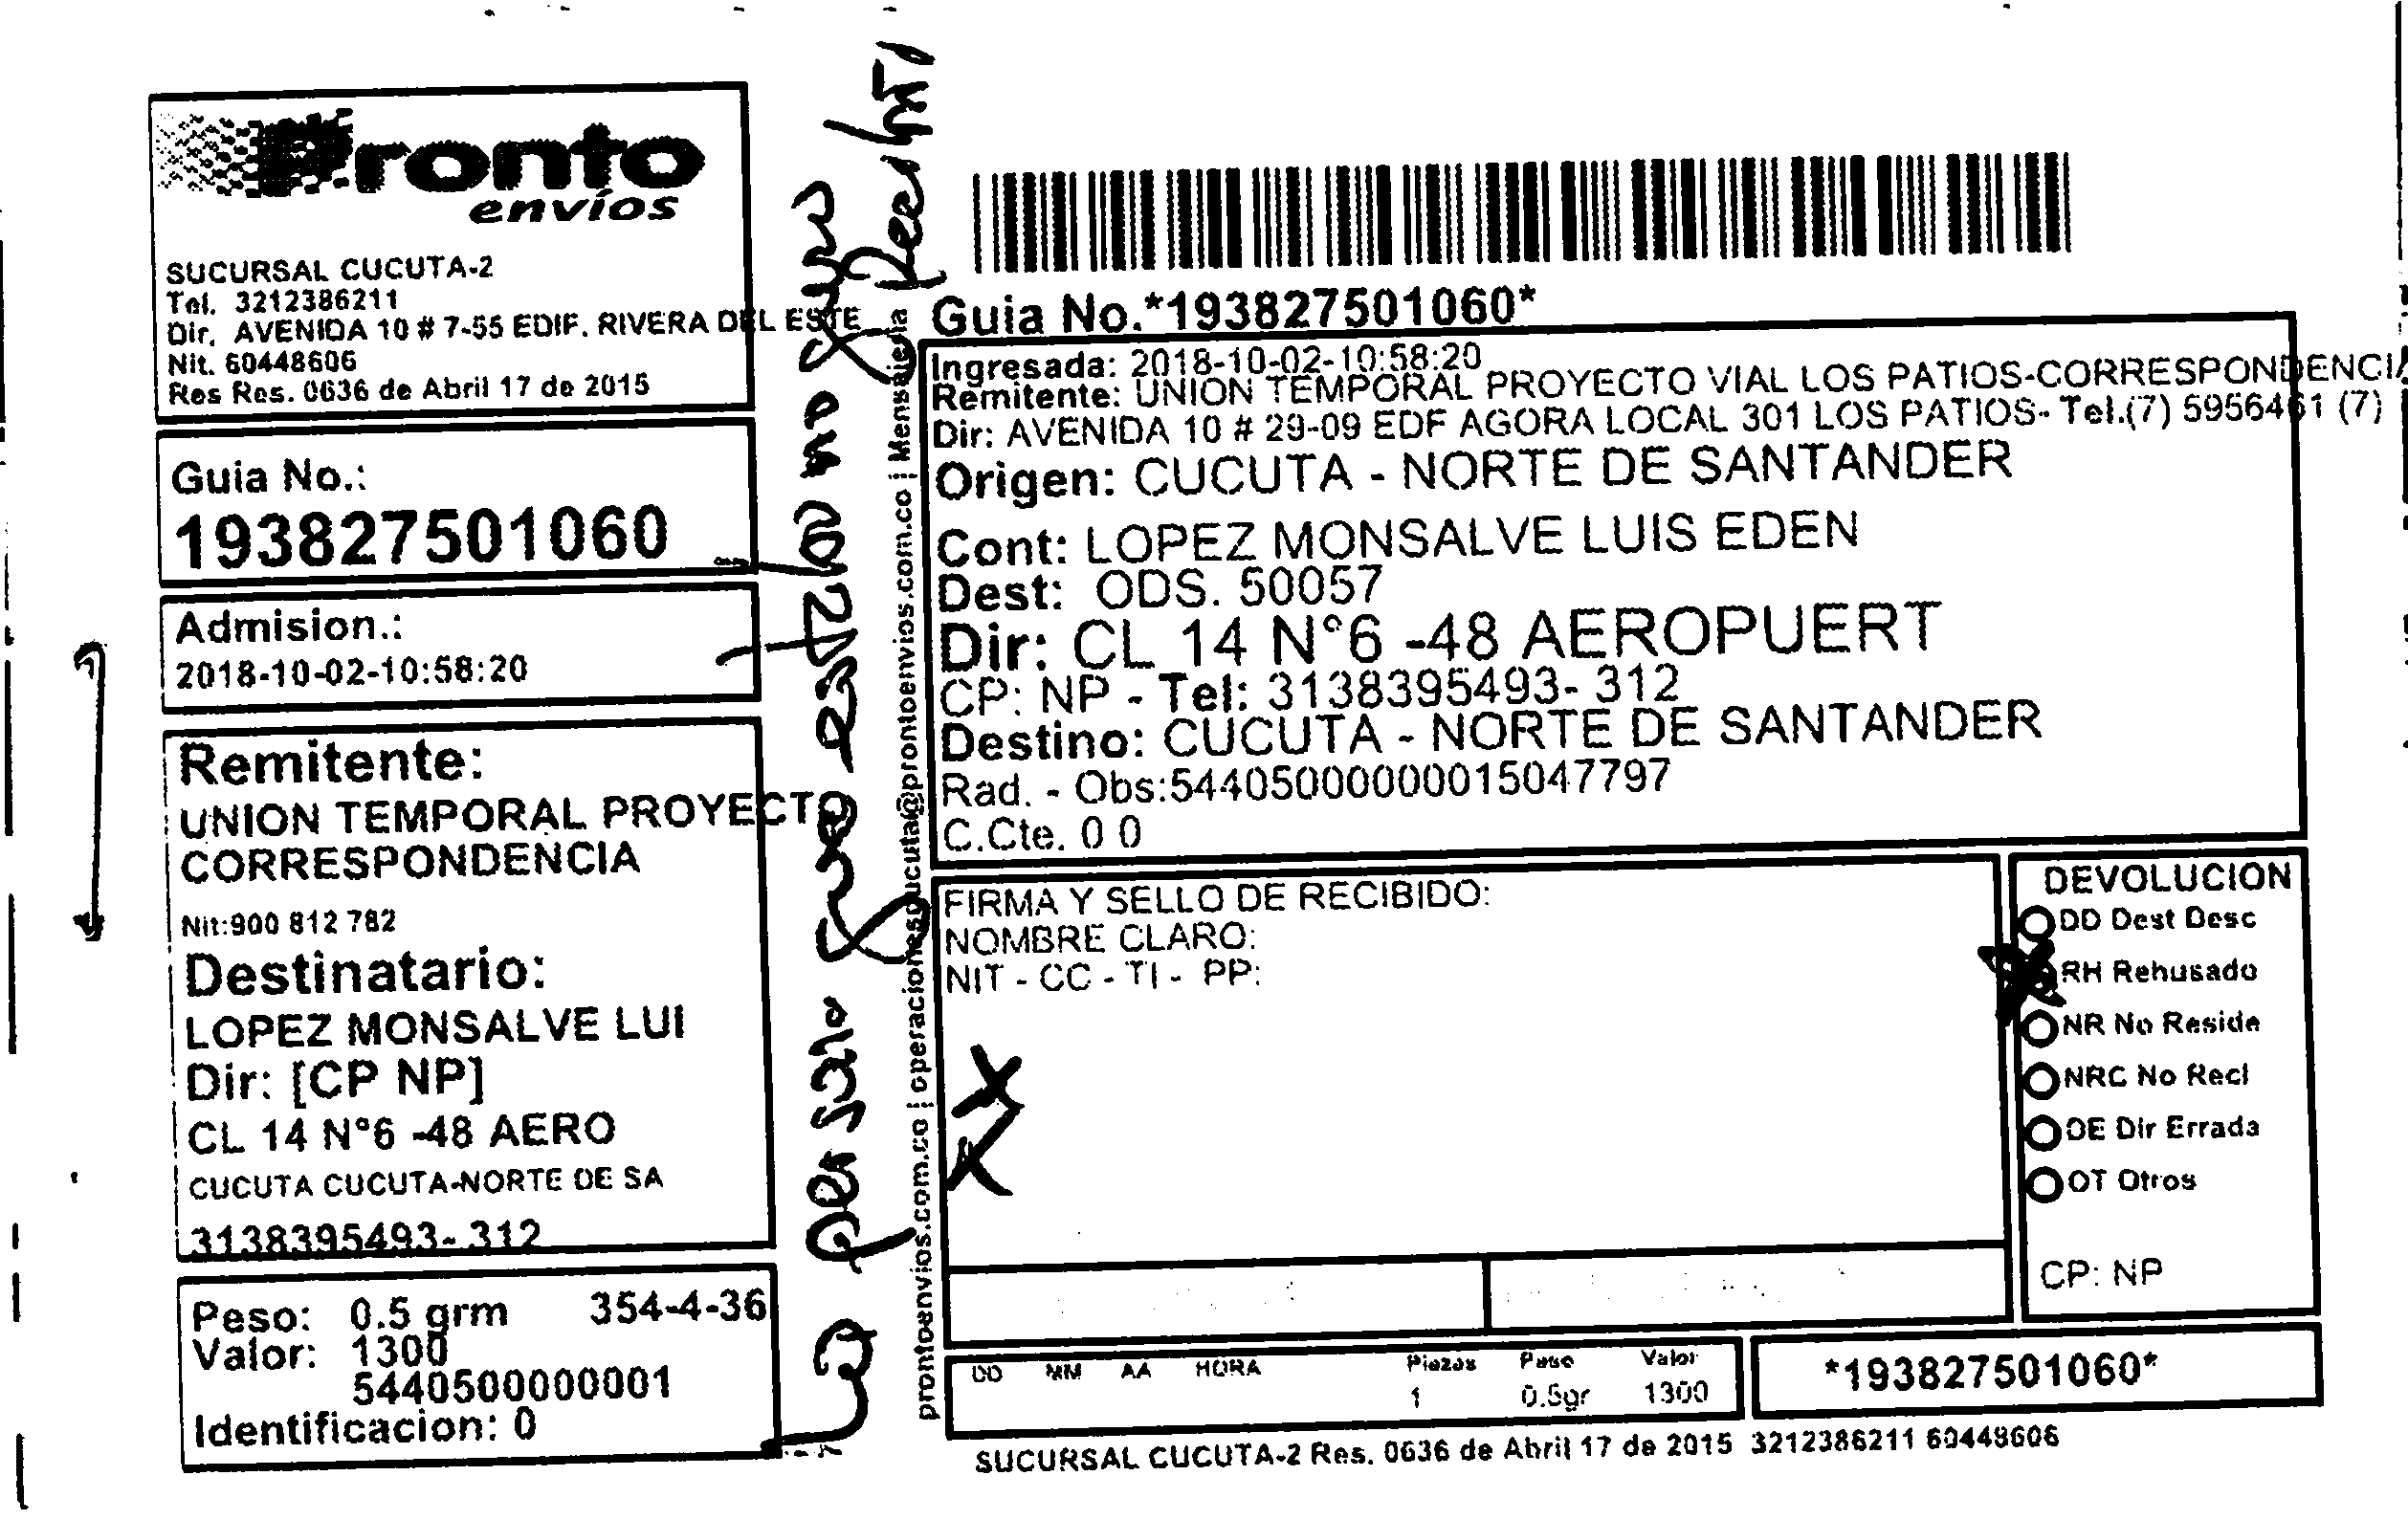 Pronto
envíos
SUCURSAL CUCUTA-2
Tel. 3212386211
Dir. AVENIDA 10 # 7-55 EDIF. RIVERA DEL ESTE
Nit. 60448606
Res Res. 0636 de Abril 17 de 2015
Guia No.:
193827501060
Admision.:
2018-10-02-10:58:20
Remitente:
UNION TEMPORAL PROYECTO
CORRESPONDENCIA
Nit:900 812 782
Destinatario:
LOPEZ MONSALVE LUI
Dir: [CP NP]
CL 14 N°6 -48 AERO
CUCUTA CUCUTA-NORTE DE SA
3138395493- 312
Peso: 0.5 grm 354-4-36
Valor: 1300
5440500000001
Identificacion: 0
prontoenvios.com.co | operacionescucuta@prontoenvios.com.co | Mensajeria
Guia No.*193827501060*
Ingresada: 2018-10-02-10:58:20
Remitente: UNION TEMPORAL PROYECTO VIAL LOS PATIOS-CORRESPONDENCIA
Dir: AVENIDA 10 # 29-09 EDF AGORA LOCAL 301 LOS PATIOS- Tel.(7) 5956461 (7)
Origen: CUCUTA - NORTE DE SANTANDER
Cont: LOPEZ MONSALVE LUIS EDEN
Dest: ODS. 50057
Dir: CL 14 N°6 -48 AEROPUERT
CP: NP - Tel: 3138395493- 312
Destino: CUCUTA - NORTE DE SANTANDER
Rad. - Obs:544050000000015047797
C.Cte. 0 0
FIRMA Y SELLO DE RECIBIDO:
NOMBRE CLARO:
NIT - CC - TI - PP:
DEVOLUCION
DD Dest Desc
RH Rehusado
NR No Reside
NRC No Recl
DE Dir Errada
OT Otros
CP: NP
DD MM AA HORA Piezas Peso Valor
1 0.5gr 1300
*193827501060*
SUCURSAL CUCUTA-2 Res. 0636 de Abril 17 de 2015 3212386211 60448606